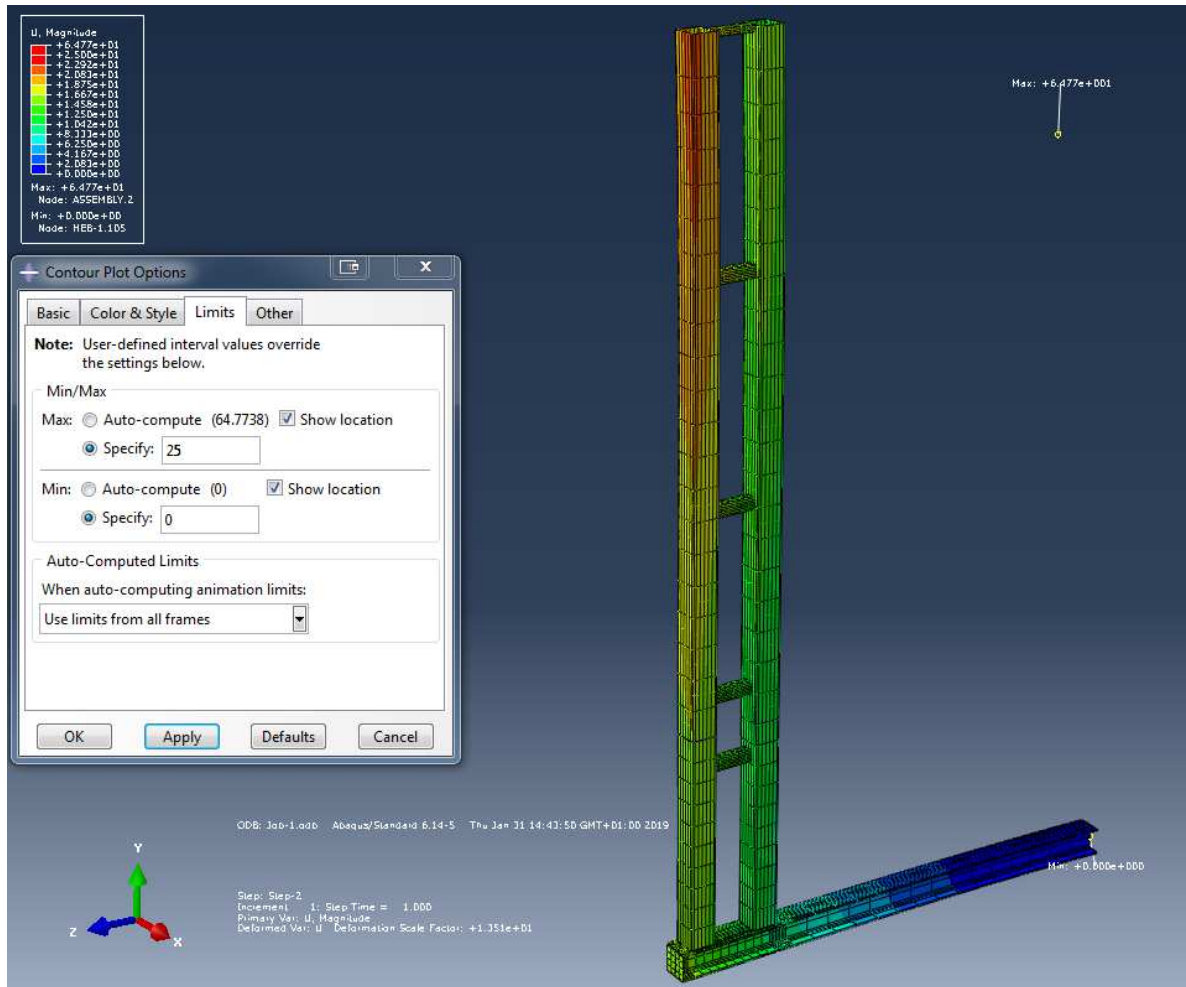 U, Magnitude
+6.477e+01
+2.500e+01
+2.292e+01
+2.083e+01
+1.875e+01
+1.667e+01
+1.458e+01
+1.250e+01
+1.042e+01
+8.333e+00
+6.250e+00
+4.167e+00
+2.083e+00
+0.000e+00
Max: +6.477e+01
Node: ASSEMBLY.2
Min: +0.000e+00
Node: HEB-1.105
Max: +6.477e+001
Contour Plot Options
X
Basic Color & Style Limits Other
Note: User-defined interval values override
the settings below.
Min/Max
Max: Auto-compute (64.7738) Show location
Specify: 25
Min: Auto-compute (0) Show location
Specify: 0
Auto-Computed Limits
When auto-computing animation limits:
Use limits from all frames
OK Apply Defaults Cancel
ODB: Job-1.odb Abaqus/Standard 6.14-5 Thu Jan 31 14:43:50 GMT+01:00 2019
Min: +0.000e+000
Y
Z
X
Step: Step-2
Increment 1: Step Time = 1.000
Primary Var: U, Magnitude
Deformed Var: U Deformation Scale Factor: +1.351e+01